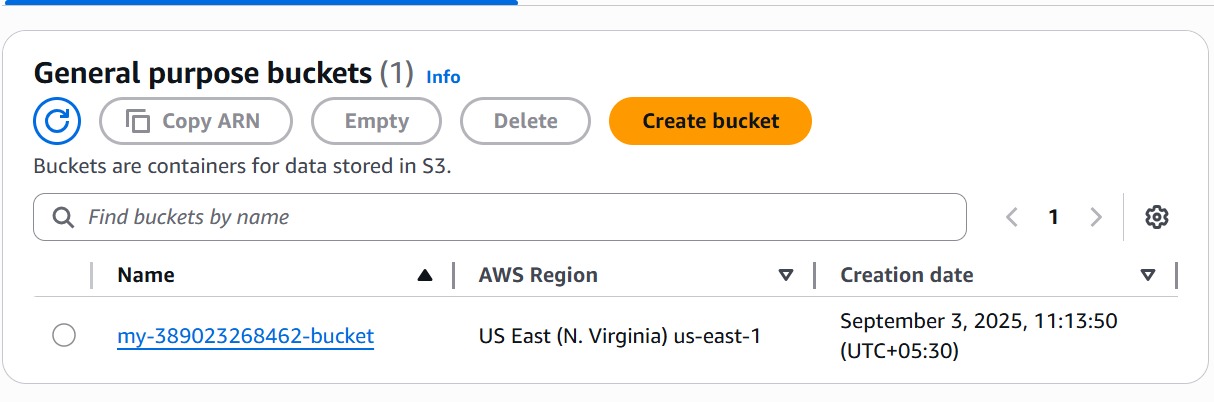 General purpose buckets (1) Info
Copy ARN Empty Delete Create bucket
Buckets are containers for data stored in S3.
Find buckets by name 1
Name AWS Region Creation date
my-389023268462-bucket US East (N. Virginia) us-east-1 September 3, 2025, 11:13:50
(UTC+05:30)